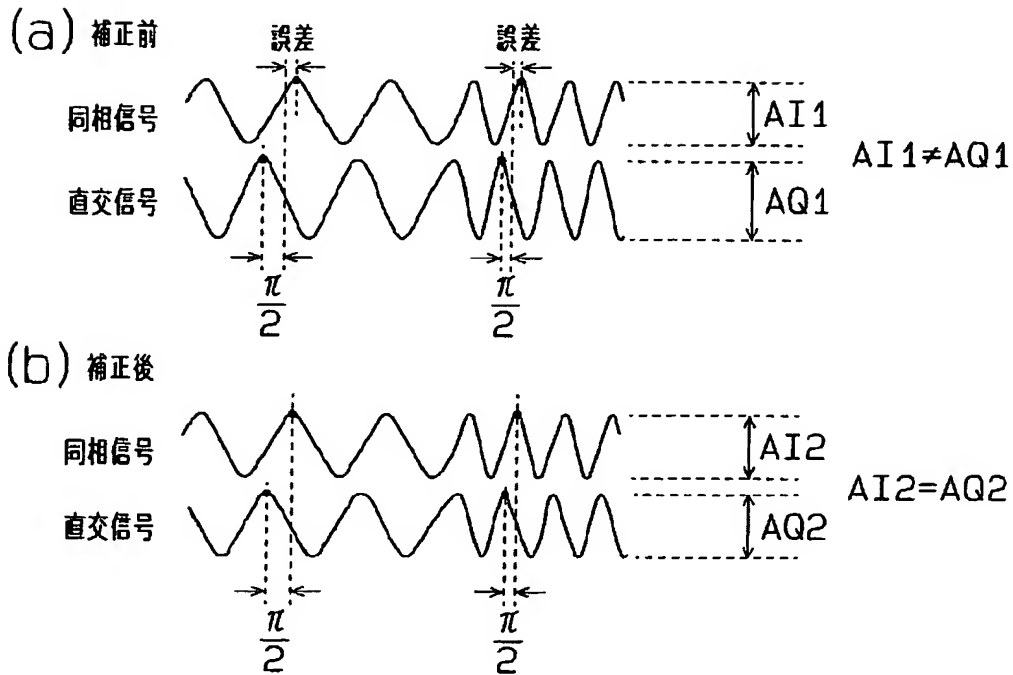 (a) 補正前
誤差 誤差
同相信号
AI1
AI1≠AQ1
直交信号
AQ1
π/2 π/2
(b) 補正後
同相信号
AI2
AI2=AQ2
直交信号
AQ2
π/2 π/2